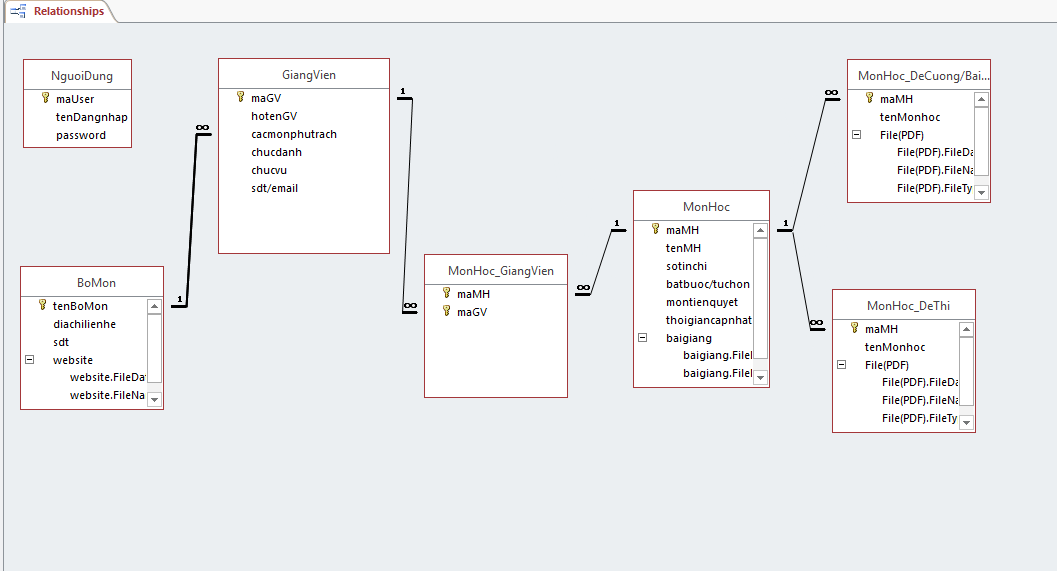 Relationships
NguoiDung
maUser
tenDangnhap
password
GiangVien
maGV
hotenGV
cacmonphutrach
chucdanh
chucvu
sdt/email
BoMon
tenBoMon
diachilienhe
sdt
website
website.FileDa
website.FileNa
MonHoc_GiangVien
maMH
maGV
MonHoc
maMH
tenMH
sotinchi
batbuoc/tuchon
montienquyet
thoigiancapnhat
baigiang
baigiang.FileI
baigiang.FileI
MonHoc_DeCuong/Bai...
maMH
tenMonhoc
File(PDF)
File(PDF).FileDa
File(PDF).FileNa
File(PDF).FileTy
MonHoc_DeThi
maMH
tenMonhoc
File(PDF)
File(PDF).FileDa
File(PDF).FileNa
File(PDF).FileTy
1
∞
1
∞
1
∞
1
∞
∞